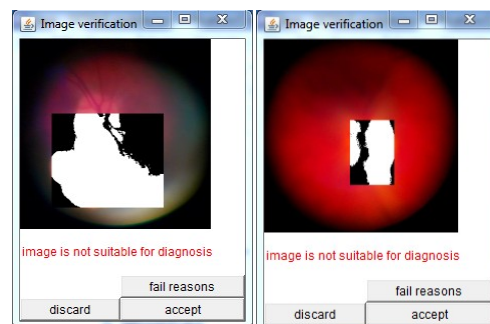 Image verification
image is not suitable for diagnosis
fail reasons
discard accept
Image verification
image is not suitable for diagnosis
fail reasons
discard accept